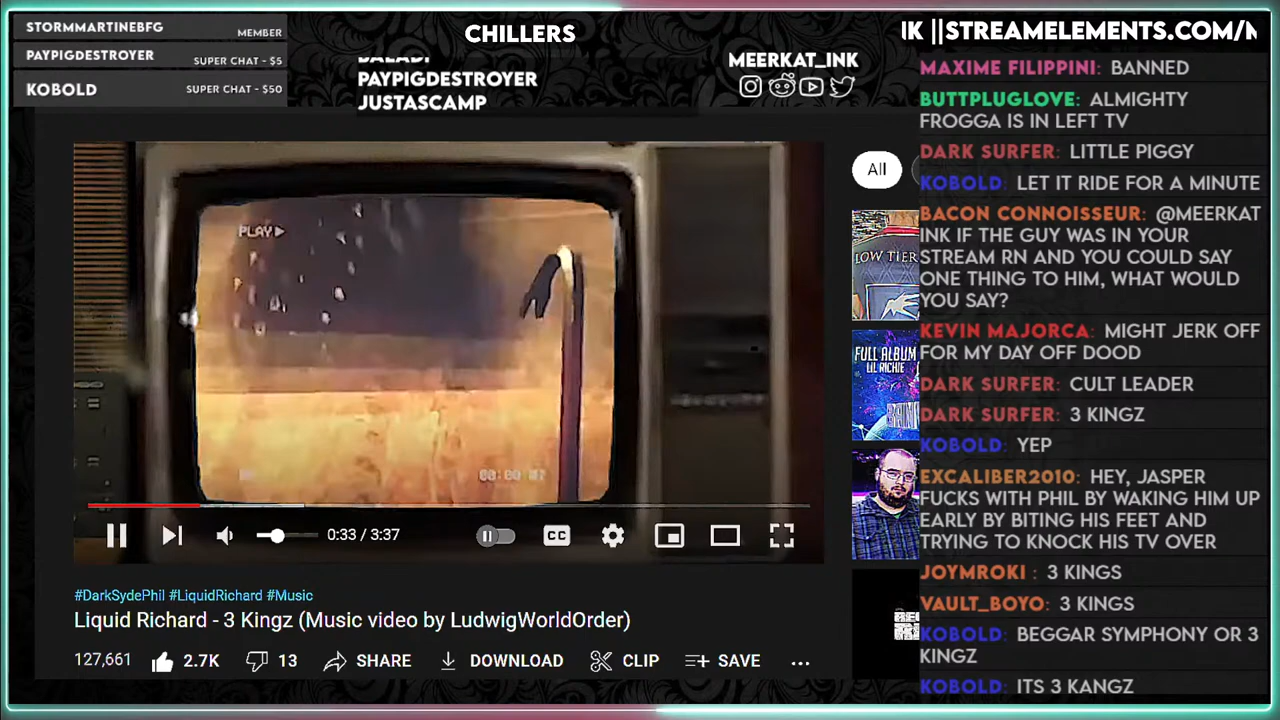 STORMMARTINEBFG
MEMBER
PAYPIGDESTROYER
SUPER CHAT - $5
KOBOLD
SUPER CHAT - $50
CHILLERS
BALADI
PAYPIGDESTROYER
JUSTASCAMP
MEERKAT_INK
IK ||STREAMELEMENTS.COM/M
PLAY
00:00
All
LOW TIER
FULL ALBUM
LIL RICHIE
0:33 / 3:37
CC
#DarkSydePhil #LiquidRichard #Music
Liquid Richard - 3 Kingz (Music video by LudwigWorldOrder)
127,661
2.7K
13
SHARE
DOWNLOAD
CLIP
SAVE
MAXIME FILIPPINI: BANNED
BUTTPLUGLOVE: ALMIGHTY
FROGGA IS IN LEFT TV
DARK SURFER: LITTLE PIGGY
KOBOLD: LET IT RIDE FOR A MINUTE
BACON CONNOISSEUR: @MEERKAT
INK IF THE GUY WAS IN YOUR
STREAM RN AND YOU COULD SAY
ONE THING TO HIM, WHAT WOULD
YOU SAY?
KEVIN MAJORCA: MIGHT JERK OFF
FOR MY DAY OFF DOOD
DARK SURFER: CULT LEADER
DARK SURFER: 3 KINGZ
KOBOLD: YEP
EXCALIBER2010: HEY, JASPER
FUCKS WITH PHIL BY WAKING HIM UP
EARLY BY BITING HIS FEET AND
TRYING TO KNOCK HIS TV OVER
JOYMROKI : 3 KINGS
VAULT_BOYO: 3 KINGS
KOBOLD: BEGGAR SYMPHONY OR 3
KINGZ
KOBOLD: ITS 3 KANGZ